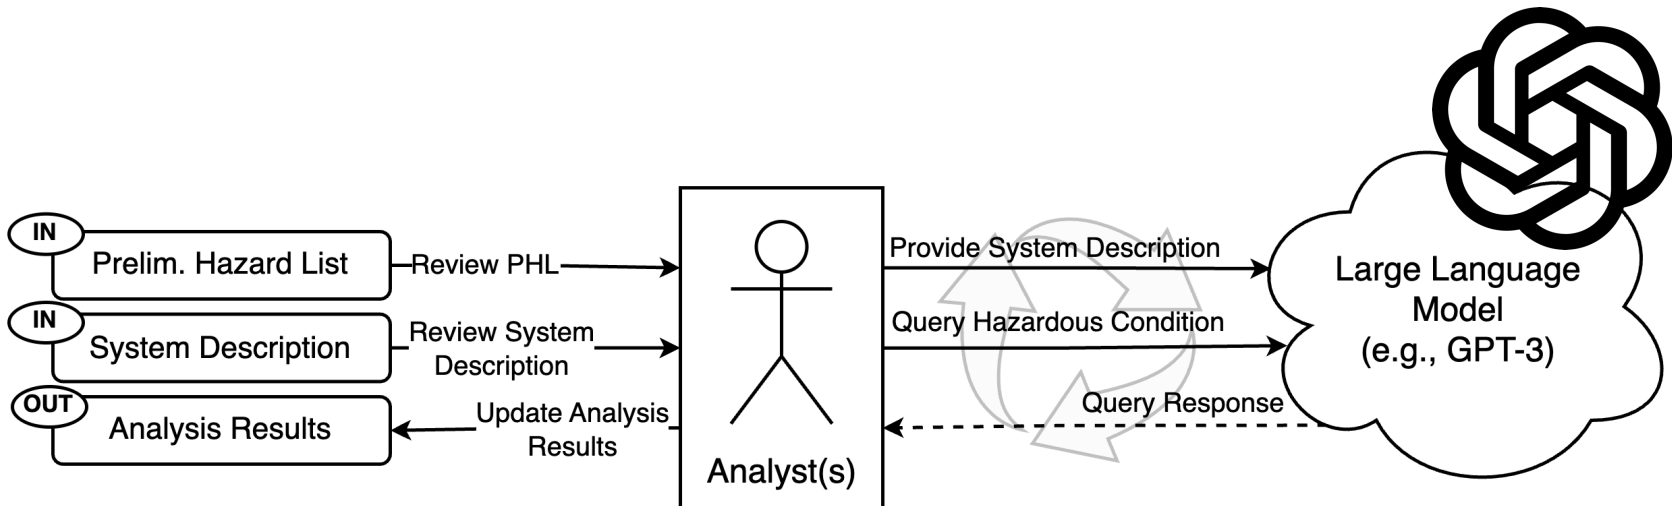 IN
Prelim. Hazard List
Review PHL
IN
System Description
Review System
Description
OUT
Analysis Results
Update Analysis
Results
Analyst(s)
Provide System Description
Query Hazardous Condition
Query Response
Large Language
Model
(e.g., GPT-3)